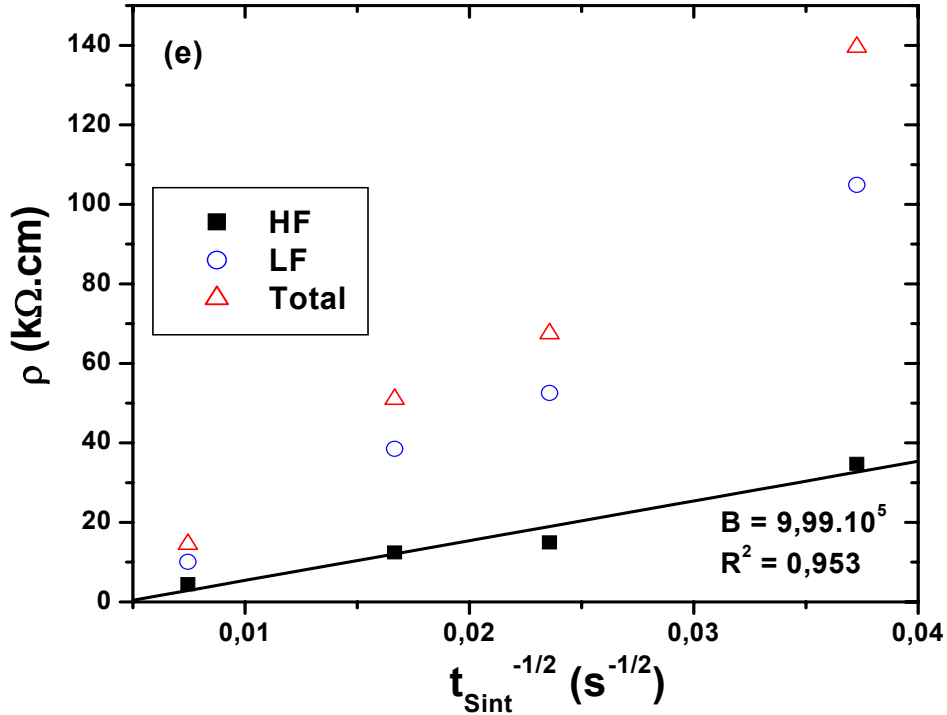 (e)
140
120
100
80
60
40
20
0
ρ (kΩ.cm)
HF
LF
Total
B = 9,99.10⁵
R² = 0,953
0,01
0,02
0,03
0,04
t_Sint^-1/2 (s^-1/2)